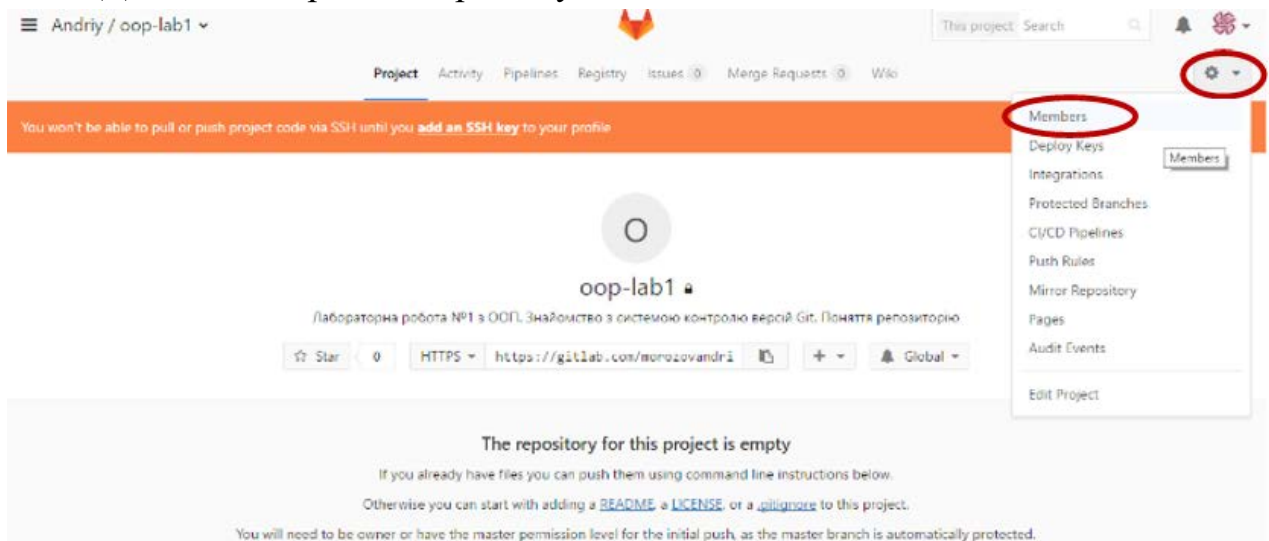 Andriy / oop-lab1
This project Search
Project Activity Pipelines Registry Issues 0 Merge Requests 0 Wiki
You won't be able to pull or push project code via SSH until you add an SSH key to your profile
Members
Deploy Keys
Members
Integrations
Protected Branches
CI/CD Pipelines
Push Rules
Mirror Repository
Pages
Audit Events
Edit Project
O
oop-lab1
Лабораторна робота №1 з ООП. Знайомство з системою контролю версій Git. Поняття репозиторію
Star 0 HTTPS https://gitlab.com/morozovandri + Global
The repository for this project is empty
If you already have files you can push them using command line instructions below.
Otherwise you can start with adding a README, a LICENSE, or a .gitignore to this project.
You will need to be owner or have the master permission level for the initial push, as the master branch is automatically protected.